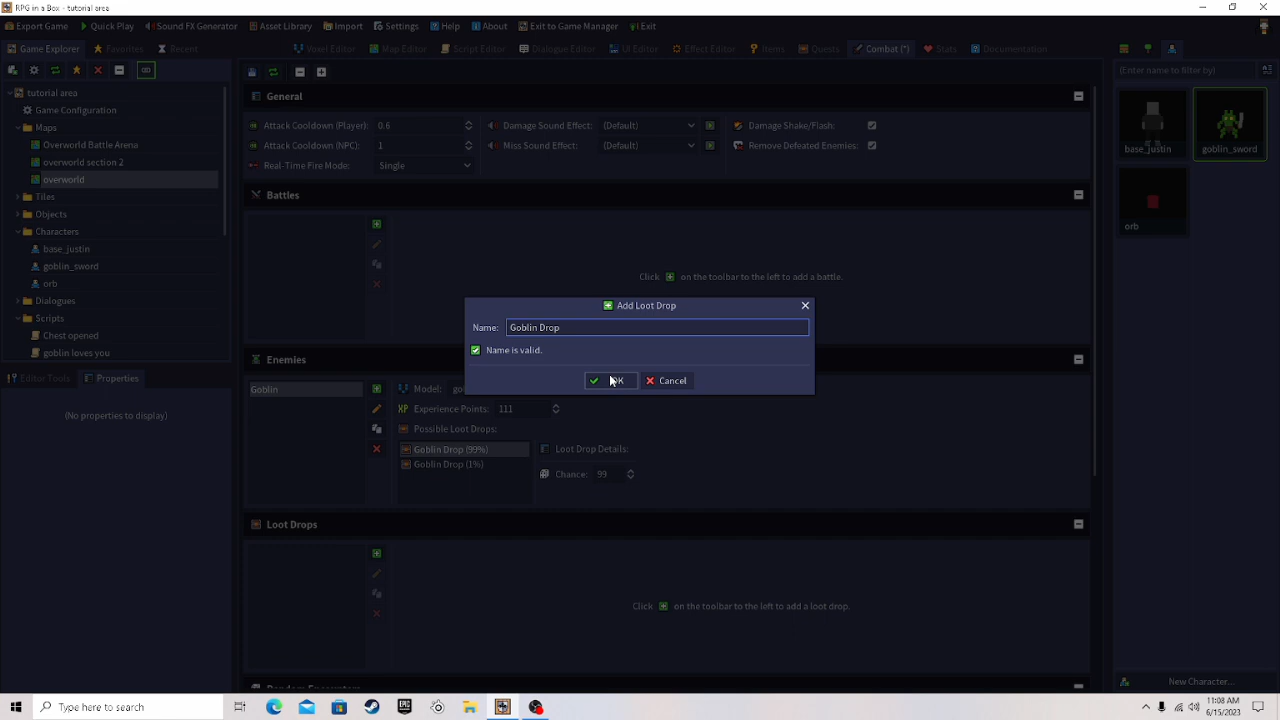 RPG in a Box - tutorial area
Export Game Quick Play Sound FX Generator Asset Library Import Settings Help About Exit to Game Manager Exit
Game Explorer Favorites Recent Voxel Editor Map Editor Script Editor Dialogue Editor UI Editor Effect Editor Items Quests Combat (*) Stats Documentation
(Enter name to filter by)
tutorial area
Game Configuration
Maps
Overworld Battle Arena
overworld section 2
overworld
Tiles
Objects
Characters
base_justin
goblin_sword
orb
Dialogues
Scripts
Chest opened
goblin loves you
Editor Tools Properties
(No properties to display)
General
Attack Cooldown (Player): 0.6 Damage Sound Effect: (Default) Damage Shake/Flash:
Attack Cooldown (NPC): 1 Miss Sound Effect: (Default) Remove Defeated Enemies:
Real-Time Fire Mode: Single
Battles
Click on the toolbar to the left to add a battle.
Add Loot Drop
Name: Goblin Drop
Name is valid.
OK Cancel
Enemies
Goblin Model:
Experience Points: 111
Possible Loot Drops:
Goblin Drop (99%) Loot Drop Details:
Goblin Drop (1%) Chance: 99
Loot Drops
Click on the toolbar to the left to add a loot drop.
base_justin goblin_sword
orb
New Character...
Type here to search
11:08 AM
6/15/2023